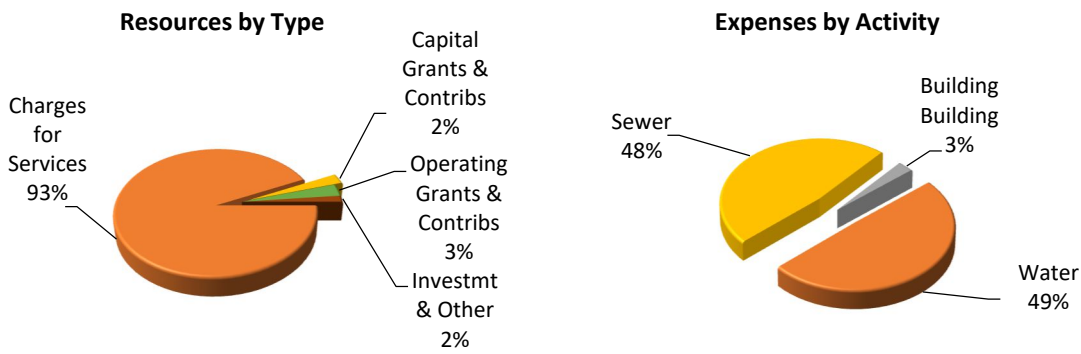 Resources by Type
Charges
for
Services
93%
Capital
Grants &
Contribs
2%
Operating
Grants &
Contribs
3%
Investmt
& Other
2%
Expenses by Activity
Sewer
48%
Building
Building
3%
Water
49%